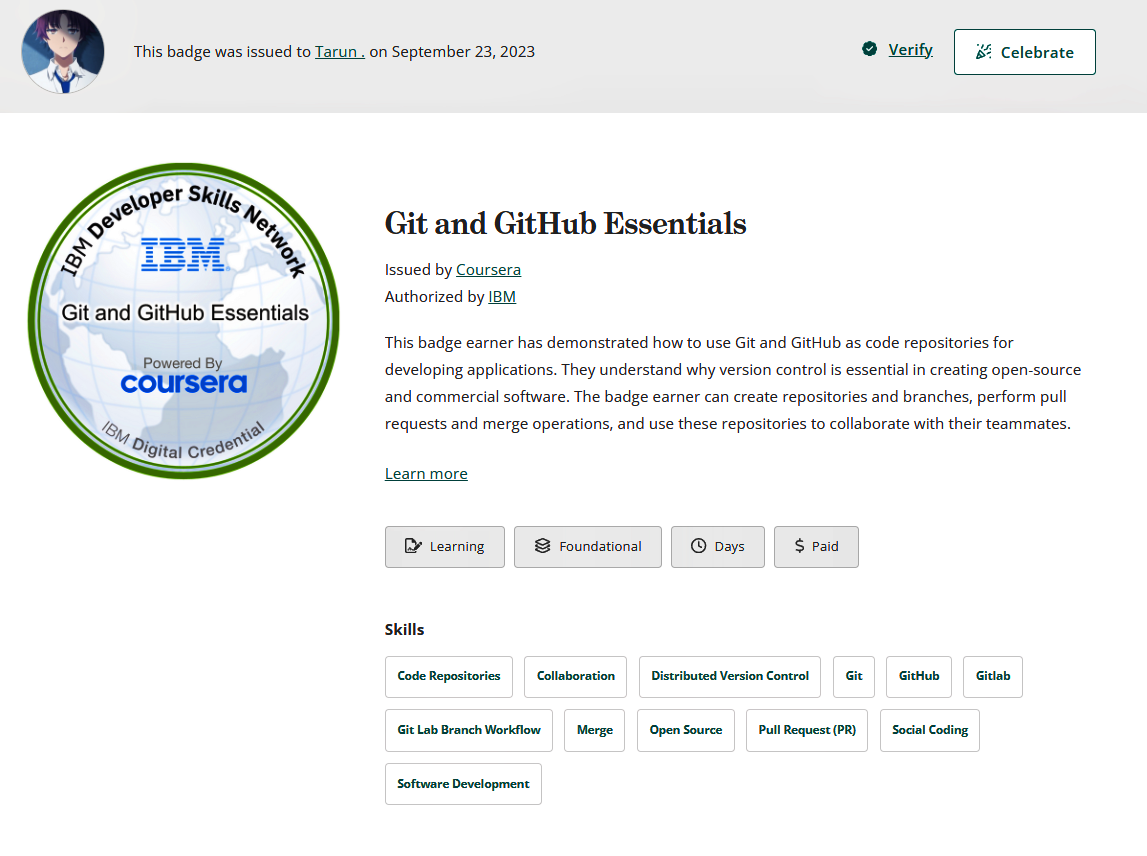 This badge was issued to Tarun . on September 23, 2023
Verify
Celebrate
IBM Developer Skills Network
IBM
Git and GitHub Essentials
Powered By
coursera
IBM Digital Credential
Git and GitHub Essentials
Issued by Coursera
Authorized by IBM
This badge earner has demonstrated how to use Git and GitHub as code repositories for
developing applications. They understand why version control is essential in creating open-source
and commercial software. The badge earner can create repositories and branches, perform pull
requests and merge operations, and use these repositories to collaborate with their teammates.
Learn more
Learning Foundational Days $ Paid
Skills
Code Repositories Collaboration Distributed Version Control Git GitHub Gitlab
Git Lab Branch Workflow Merge Open Source Pull Request (PR) Social Coding
Software Development